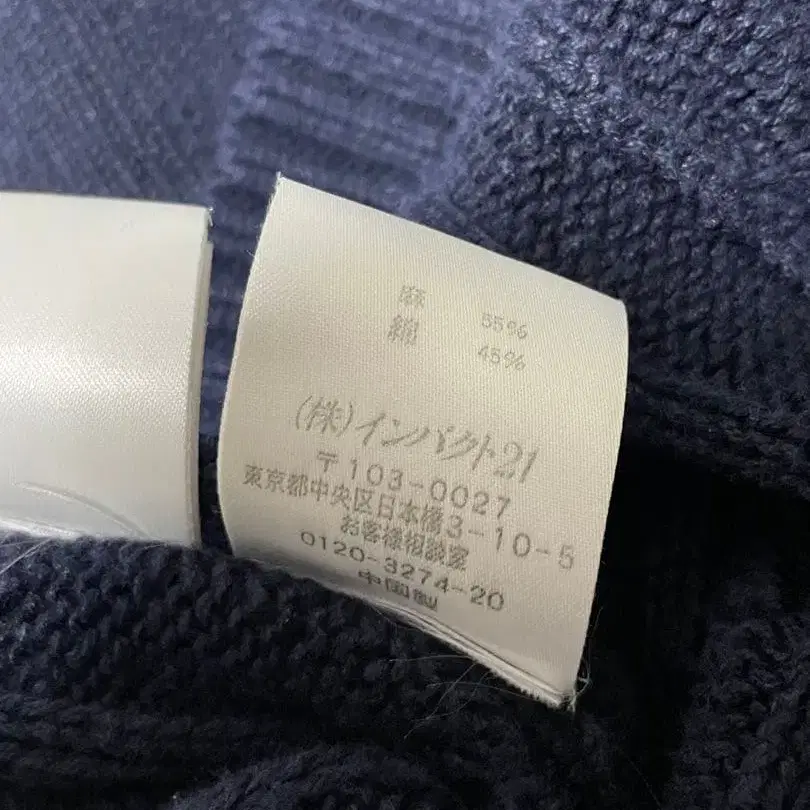 麻 55%
綿 45%
(株)インパクト21
〒103-0027
東京都中央区日本橋3-10-5
お客様相談室
0120-3274-20
中国製